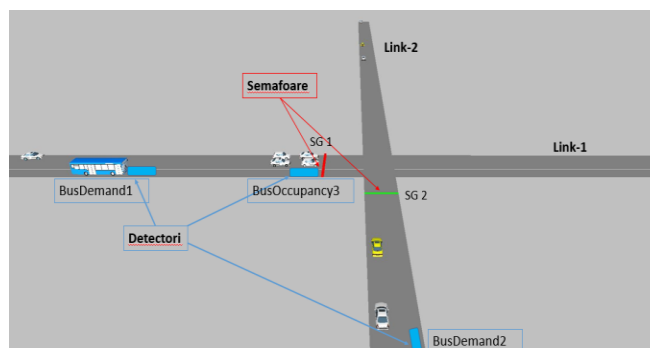 Link-2
Semafoare
SG 1
Link-1
BusDemand1
BusOccupancy3
SG 2
Detectori
BusDemand2